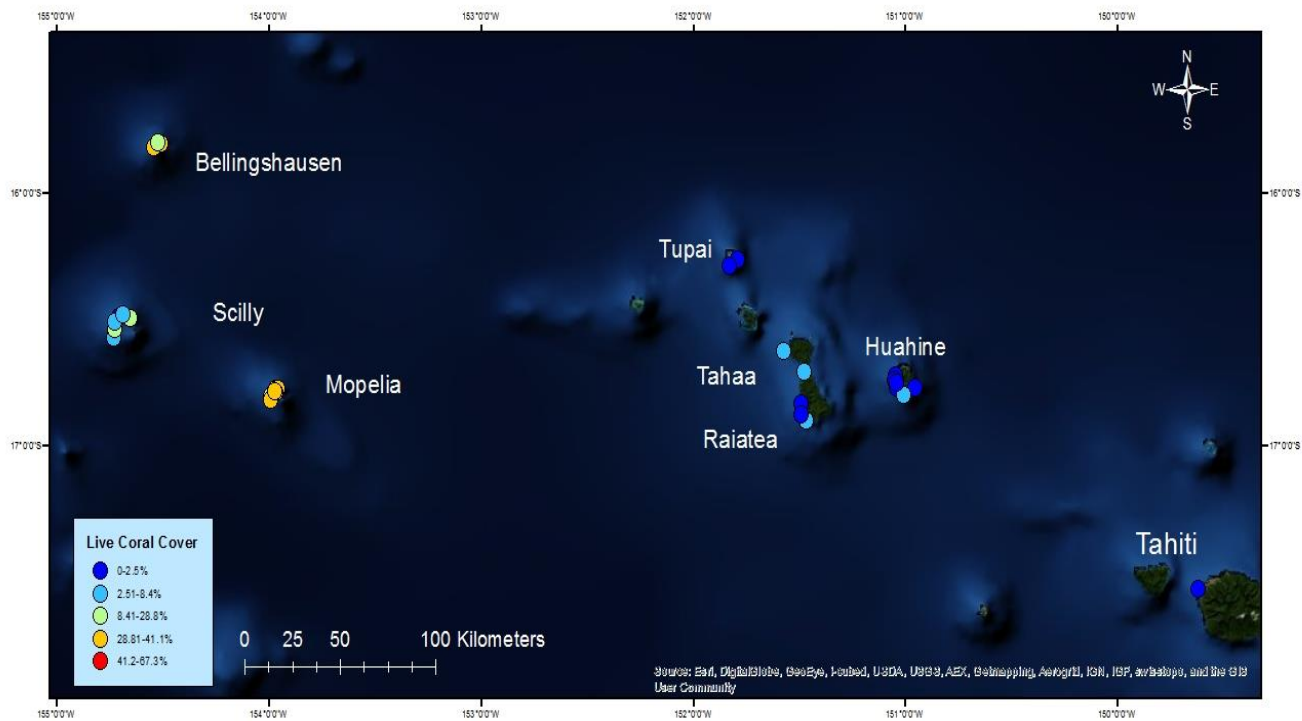 155°0'0"W 154°0'0"W 153°0'0"W 152°0'0"W 151°0'0"W 150°0'0"W
N
W E
S
Bellingshausen
16°0'0"S 16°0'0"S
Tupai
Scilly
Huahine
Mopelia
Tahaa
Raiatea
17°0'0"S 17°0'0"S
Tahiti
Live Coral Cover
0-2.5%
2.51-8.4%
8.41-28.8%
28.81-41.1%
41.2-67.3%
0 25 50 100 Kilometers
Source: Esri, DigitalGlobe, GeoEye, i-cubed, USDA, USGS, AEX, Getmapping, Aerogrid, IGN, IGP, swisstopo, and the GIS
User Community
155°0'0"W 154°0'0"W 153°0'0"W 152°0'0"W 151°0'0"W 150°0'0"W